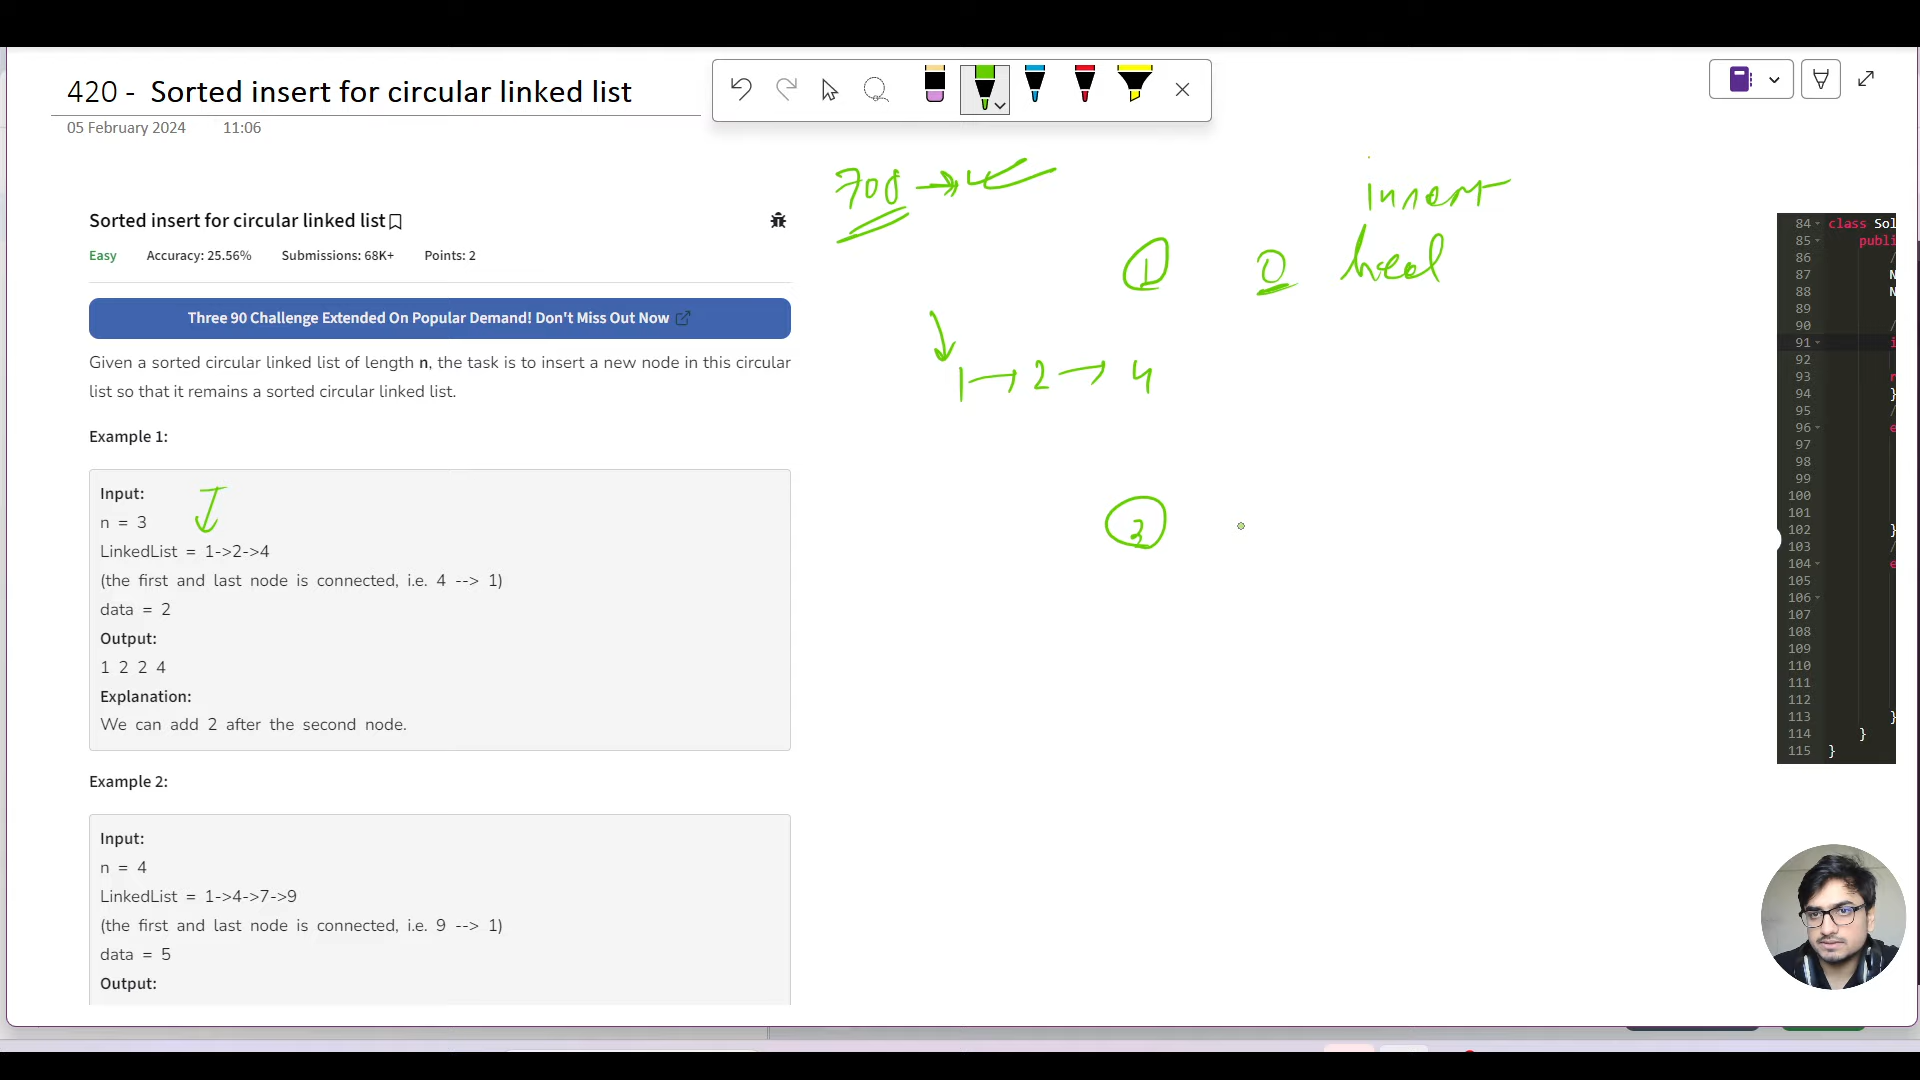 420 - Sorted insert for circular linked list
05 February 2024 11:06
708 →
insert
1 0 head
1 → 2 → 4
Sorted insert for circular linked list
Easy Accuracy: 25.56% Submissions: 68K+ Points: 2
Three 90 Challenge Extended On Popular Demand! Don't Miss Out Now
Given a sorted circular linked list of length n, the task is to insert a new node in this circular
list so that it remains a sorted circular linked list.
Example 1:
Input:
n = 3
LinkedList = 1->2->4
(the first and last node is connected, i.e. 4 --> 1)
data = 2
Output:
1 2 2 4
Explanation:
We can add 2 after the second node.
Example 2:
Input:
n = 4
LinkedList = 1->4->7->9
(the first and last node is connected, i.e. 9 --> 1)
data = 5
Output:
84 class Sol
85 publi
86 /
87 N
88 N
89
90 /
91 i
92
93 r
94 }
95 /
96 e
97
98
99
100
101
102 }
103 /
104 e
105
106
107
108
109
110
111
112
113 }
114 }
115 }